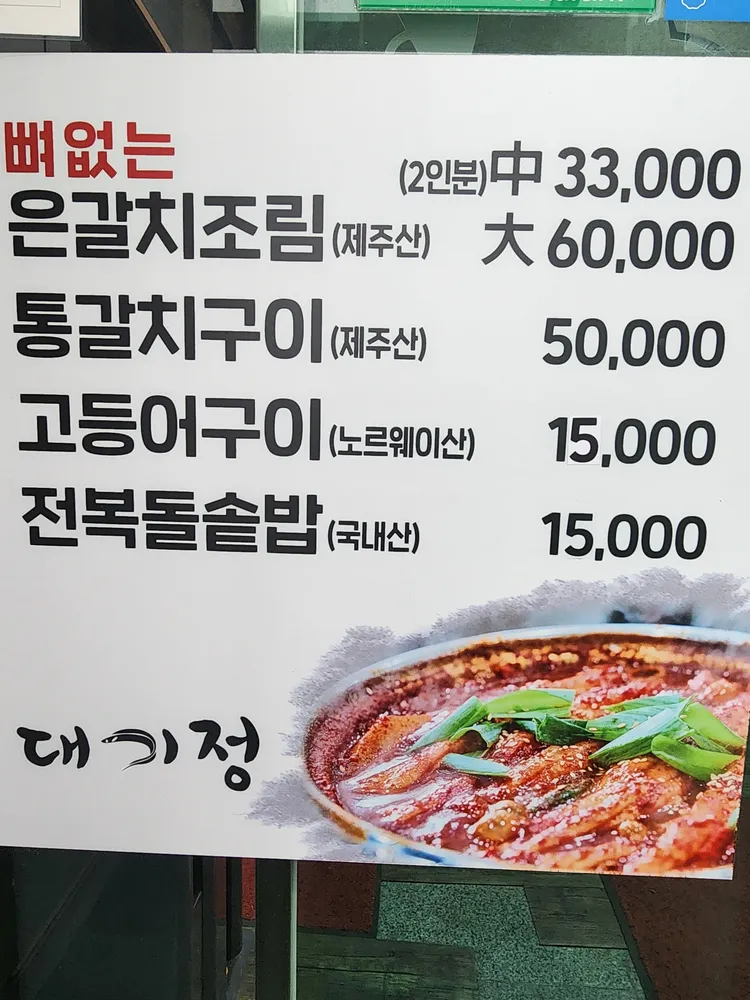 뼈없는
은갈치조림(제주산) (2인분)中 33,000
大 60,000
통갈치구이(제주산) 50,000
고등어구이(노르웨이산) 15,000
전복돌솥밥(국내산) 15,000
대기정